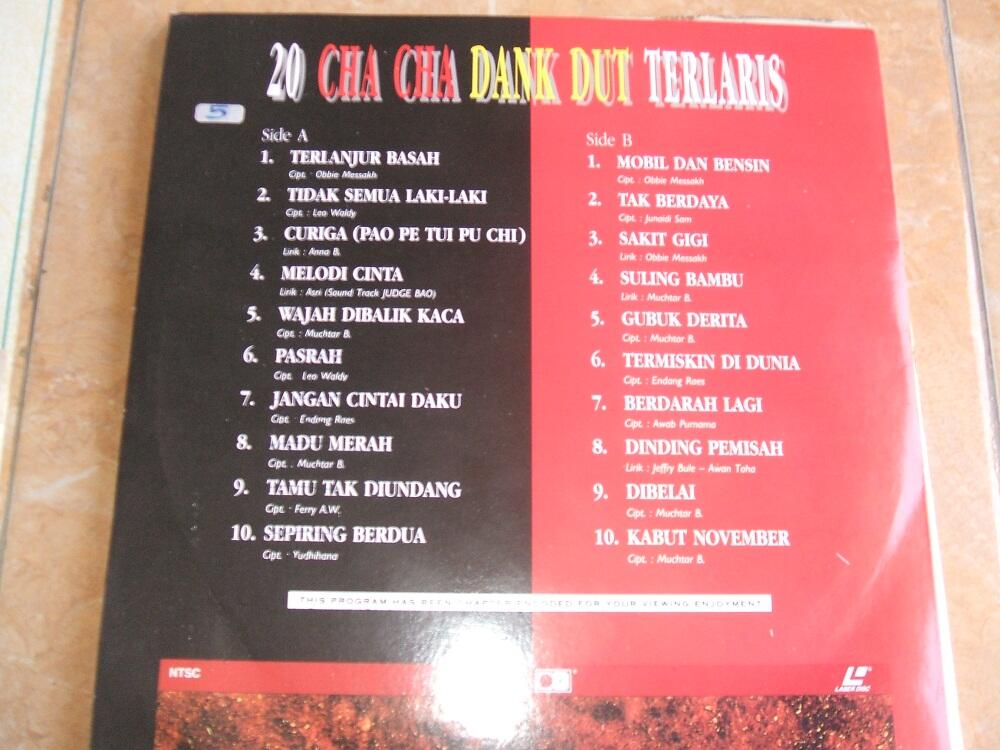 20 CHA CHA DANK DUT TERLARIS
5
Side A
1. TERLANJUR BASAH
Cipt. : Obbie Messakh
2. TIDAK SEMUA LAKI-LAKI
Cipt. : Leo Waldy
3. CURIGA (PAO PE TUI PU CHI)
Lirik : Anna B.
4. MELODI CINTA
Lirik : Asri (Sound Track JUDGE BAO)
5. WAJAH DIBALIK KACA
Cipt. : Muchtar B.
6. PASRAH
Cipt. Leo Waldy
7. JANGAN CINTAI DAKU
Cipt. : Endang Raes
8. MADU MERAH
Cipt. : Muchtar B.
9. TAMU TAK DIUNDANG
Cipt. : Ferry A.W.
10. SEPIRING BERDUA
Cipt. : Yudhihana
Side B
1. MOBIL DAN BENSIN
Cipt. : Obbie Messakh
2. TAK BERDAYA
Cipt. : Junaidi Sam
3. SAKIT GIGI
Lirik : Obbie Messakh
4. SULING BAMBU
Lirik : Muchtar B.
5. GUBUK DERITA
Cipt. : Muchtar B.
6. TERMISKIN DI DUNIA
Cipt. : Endang Raes
7. BERDARAH LAGI
Cipt. : Awab Purnama
8. DINDING PEMISAH
Lirik : Jeffry Bule – Awan Toha
9. DIBELAI
Cipt. : Muchtar B.
10. KABUT NOVEMBER
Cipt. : Muchtar B.
THIS PROGRAM HAS BEEN CHAPTER ENCODED FOR YOUR VIEWING ENJOYMENT
NTSC
LASER DISC